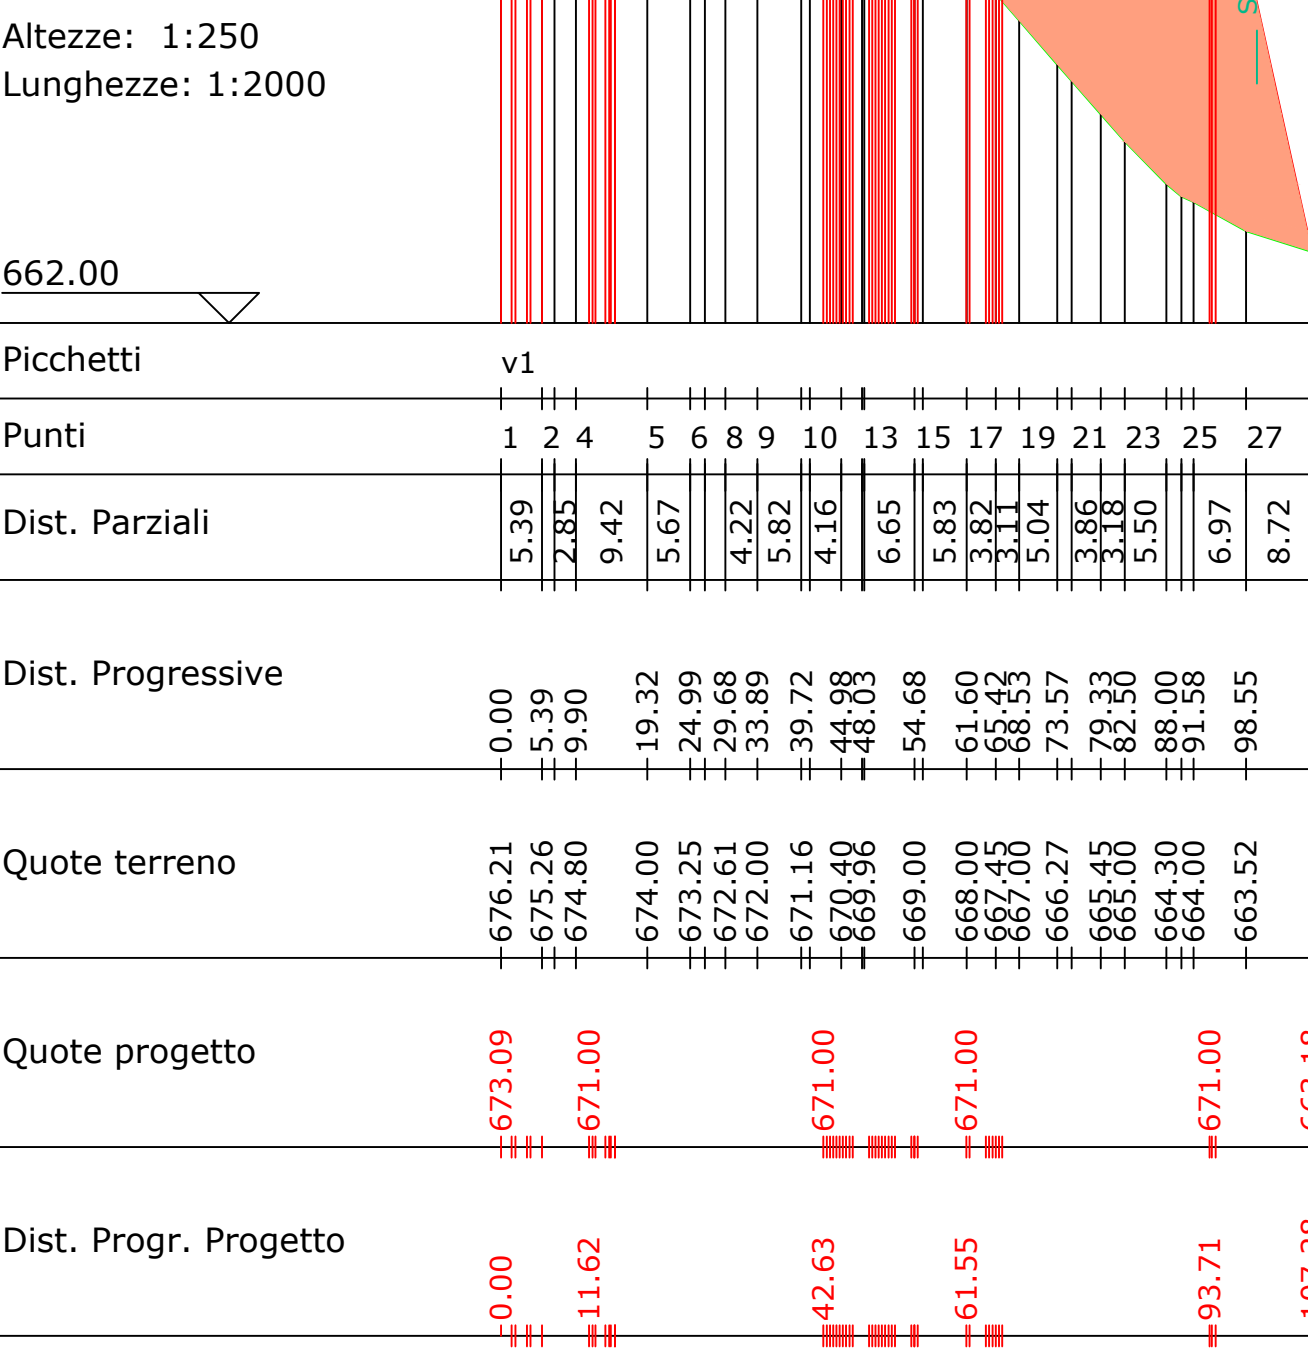 Altezze: 1:250
Lunghezze: 1:2000
662.00
Picchetti v1
Punti 1 2 4 5 6 8 9 10 13 15 17 19 21 23 25 27
Dist. Parziali 5.39 2.85 9.42 5.67 4.22 5.82 4.16 6.65 5.83 3.82 3.11 5.04 3.86 3.18 5.50 6.97 8.72
Dist. Progressive 0.00 5.39 9.90 19.32 24.99 29.68 33.89 39.72 44.98 48.03 54.68 61.60 65.42 68.53 73.57 79.33 82.50 88.00 91.58 98.55
Quote terreno 676.21 675.26 674.80 674.00 673.25 672.61 672.00 671.16 670.40 669.96 669.00 668.00 667.45 667.00 666.27 665.45 665.00 664.30 664.00 663.52
Quote progetto 673.09 671.00 671.00 671.00 671.00
Dist. Progr. Progetto 0.00 11.62 42.63 61.55 93.71